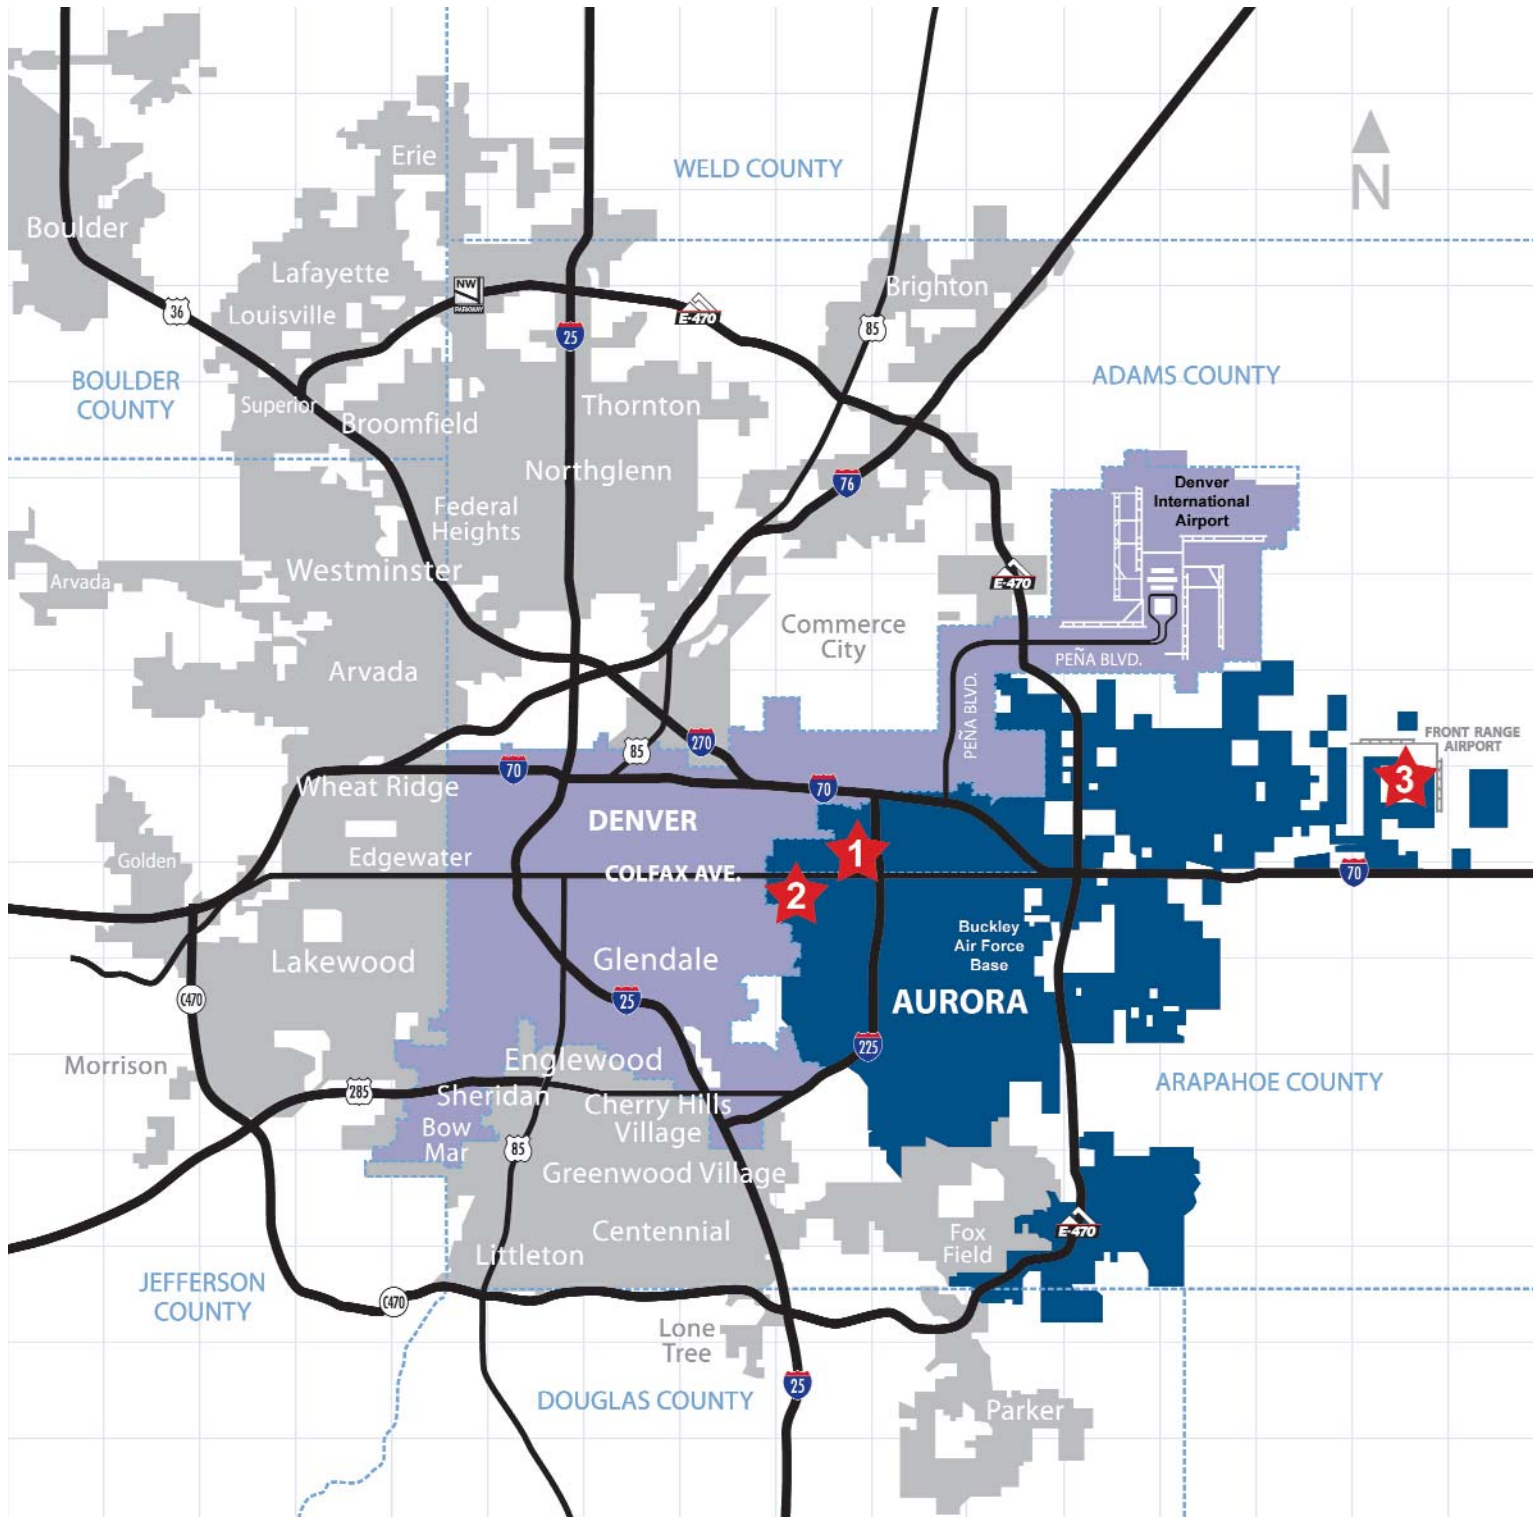 Erie
WELD COUNTY
N
Boulder
Lafayette
NW
PARKWAY
Brighton
36
Louisville
E-470
25
85
BOULDER
COUNTY
ADAMS COUNTY
Superior
Broomfield
Thornton
Northglenn
76
Denver
International
Airport
Federal
Heights
Westminster
Arvada
E-470
Commerce
City
PEÑA BLVD.
Arvada
PEÑA BLVD.
FRONT RANGE
AIRPORT
85
270
70
3
Wheat Ridge
70
DENVER
1
Golden
Edgewater
COLFAX AVE.
70
2
Buckley
Air Force
Base
Lakewood
Glendale
C470
25
AURORA
225
Morrison
Englewood
ARAPAHOE COUNTY
285
Sheridan
Cherry Hills
Village
Bow
Mar
85
Greenwood Village
Centennial
Fox
Field
E-470
Littleton
JEFFERSON
COUNTY
C470
Lone
Tree
25
DOUGLAS COUNTY
Parker